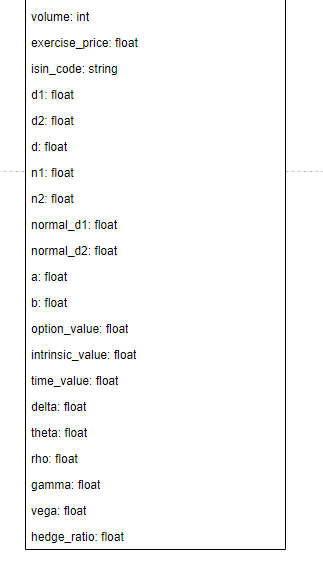 volume: int
exercise_price: float
isin_code: string
d1: float
d2: float
d: float
n1: float
n2: float
normal_d1: float
normal_d2: float
a: float
b: float
option_value: float
intrinsic_value: float
time_value: float
delta: float
theta: float
rho: float
gamma: float
vega: float
hedge_ratio: float